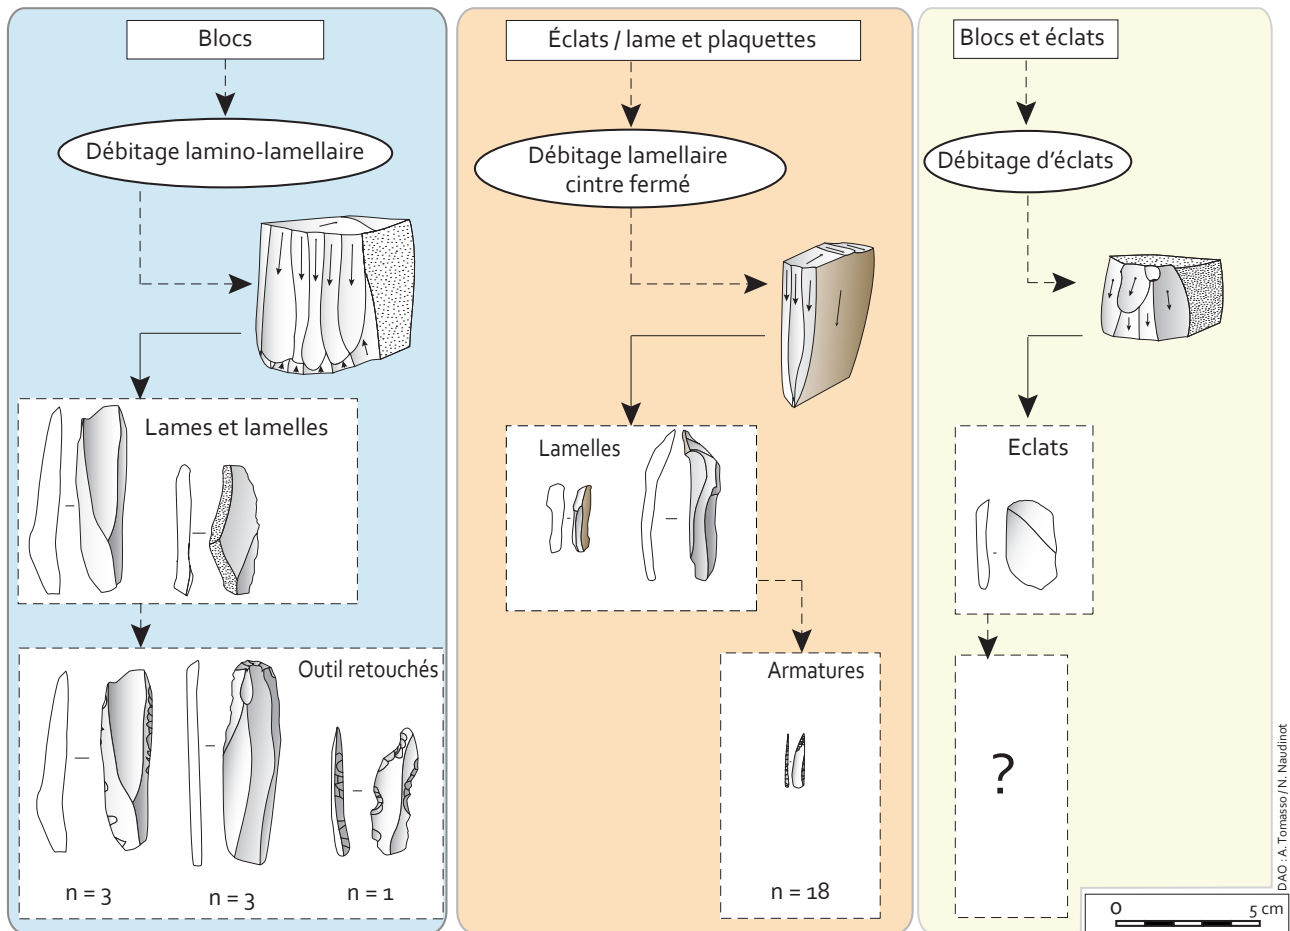 Blocs
Débitage lamino-lamellaire
Lames et lamelles
Outil retouchés
n = 3
n = 3
n = 1
Éclats / lame et plaquettes
Débitage lamellaire
cintre fermé
Lamelles
Armatures
n = 18
Blocs et éclats
Débitage d'éclats
Eclats
?
DAO : A. Tomasso / N. Naudinot
0 5 cm